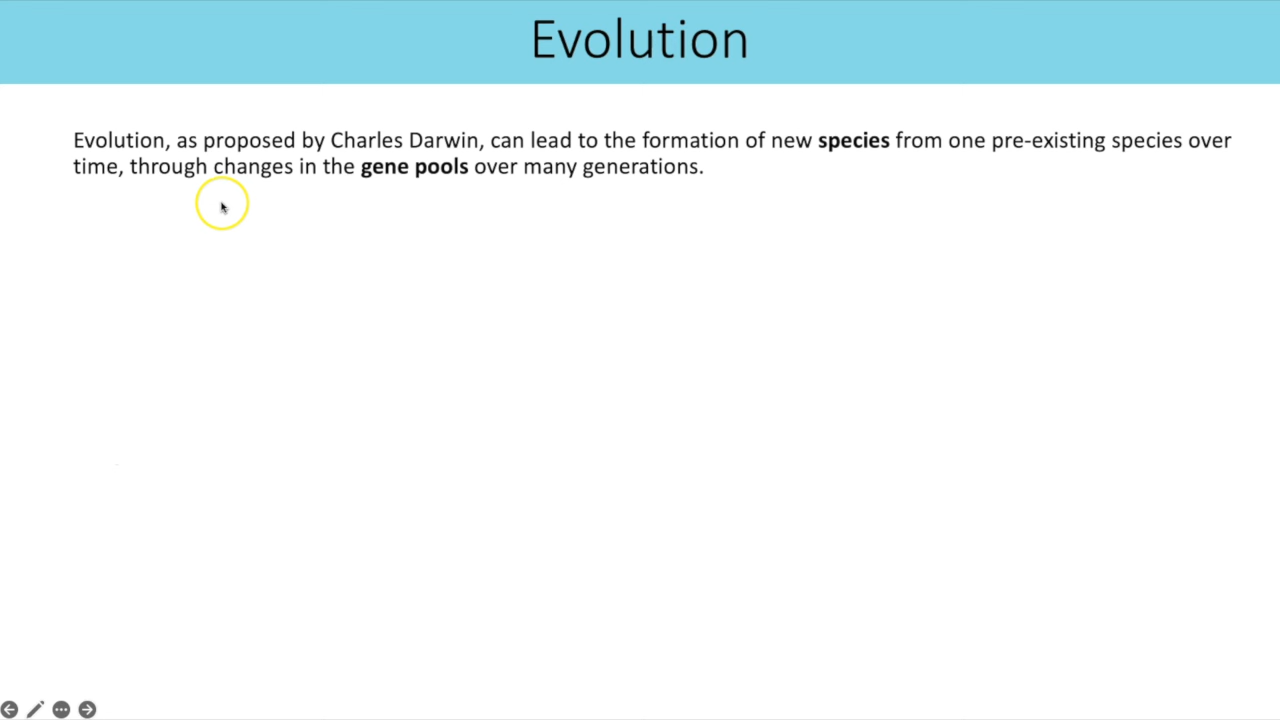 Evolution
Evolution, as proposed by Charles Darwin, can lead to the formation of new species from one pre-existing species over
time, through changes in the gene pools over many generations.